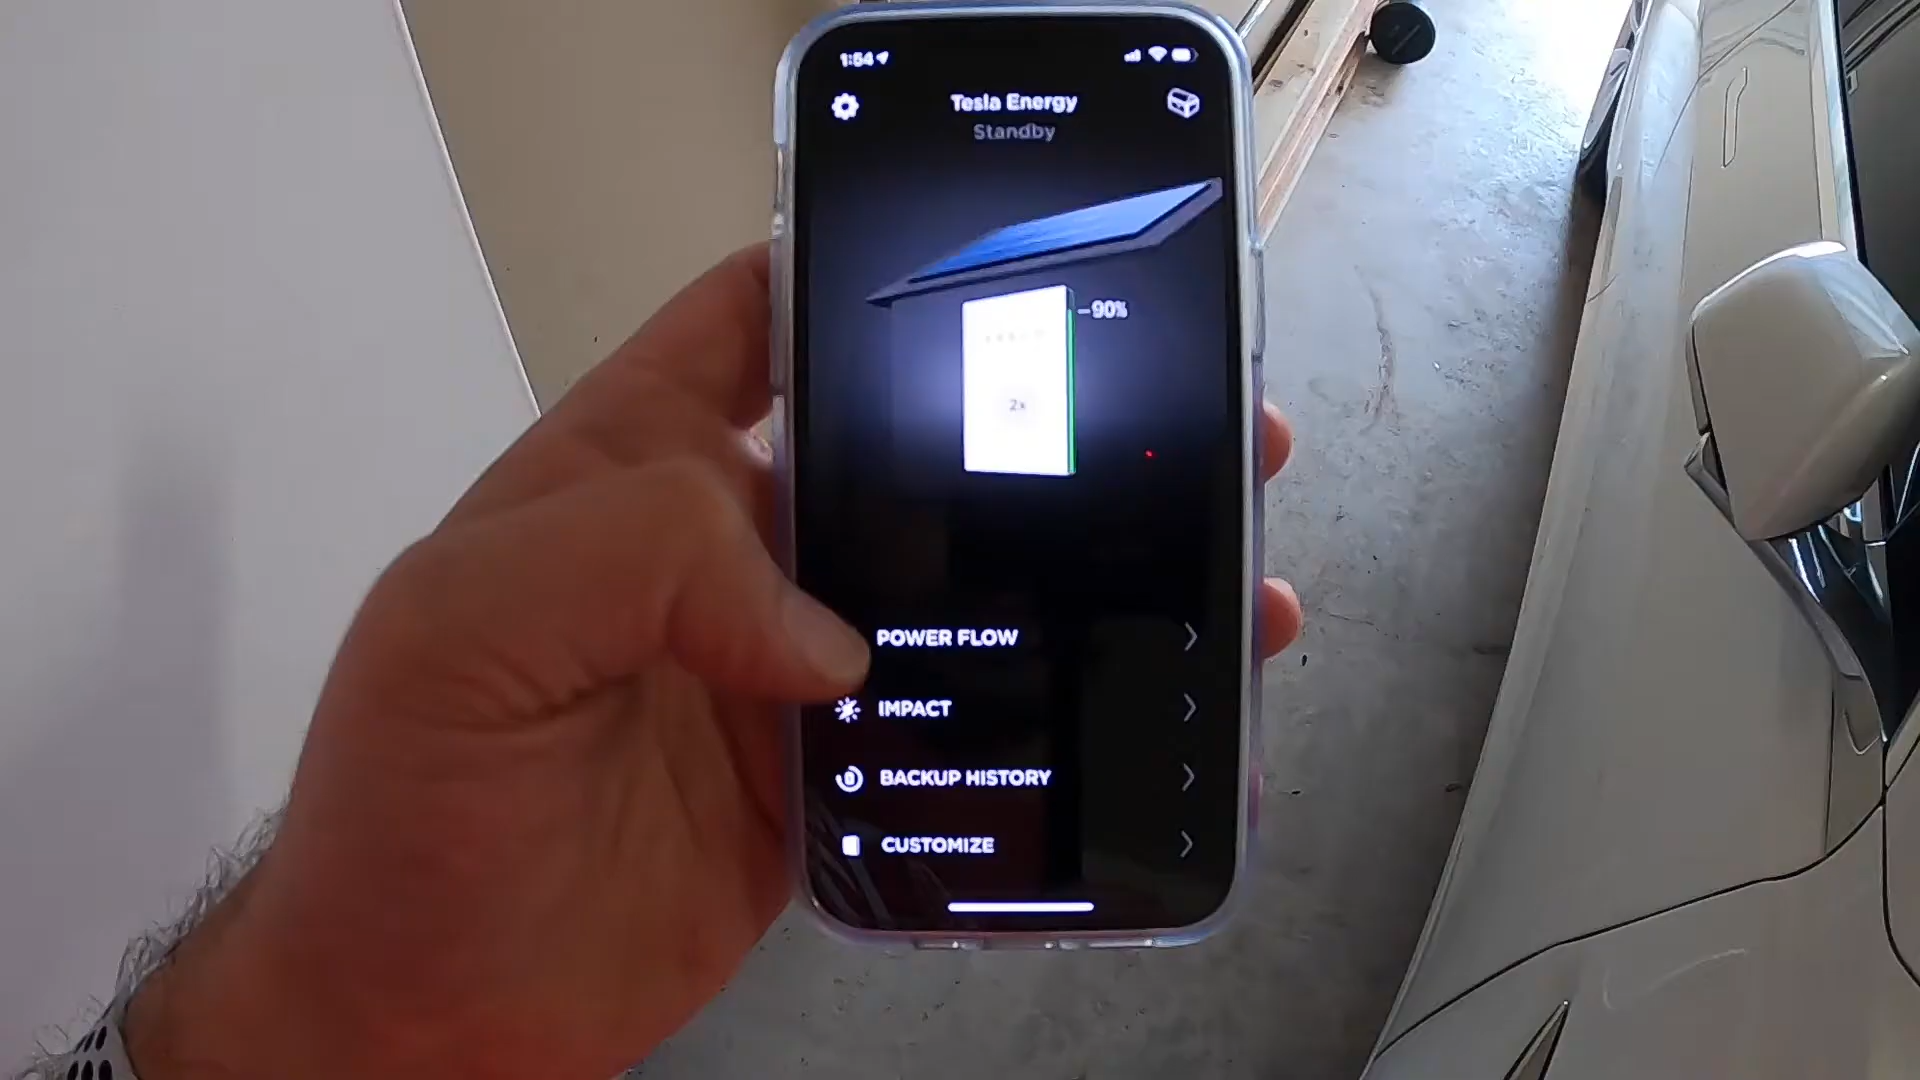 1:54
Tesla Energy
Standby
90%
2x
POWER FLOW
IMPACT
BACKUP HISTORY
CUSTOMIZE